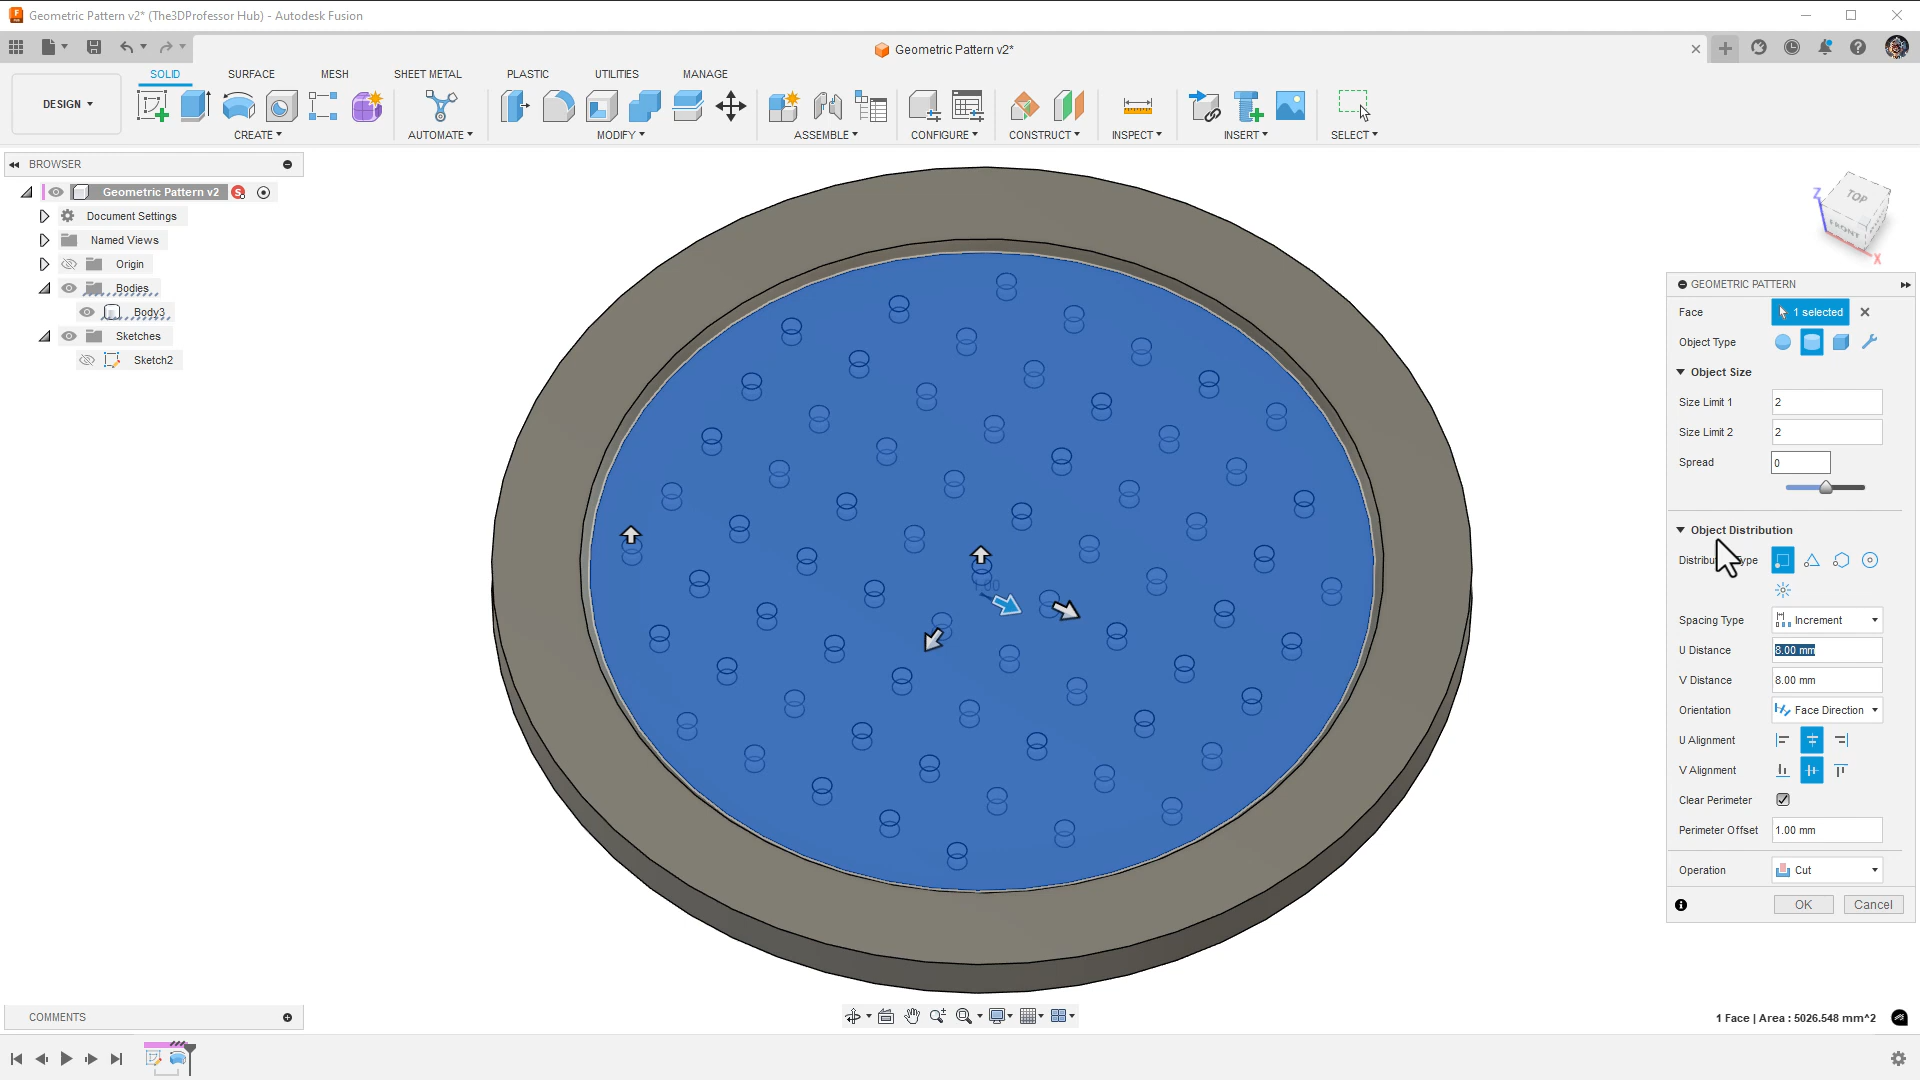 Geometric Pattern v2* (The3DProfessor Hub) - Autodesk Fusion
Geometric Pattern v2*
SOLID SURFACE MESH SHEET METAL PLASTIC UTILITIES MANAGE
DESIGN
CREATE AUTOMATE MODIFY ASSEMBLE CONFIGURE CONSTRUCT INSPECT INSERT SELECT
BROWSER
Geometric Pattern v2 S
Document Settings
Named Views
Origin
Bodies
Body3
Sketches
Sketch2
TOP
FRONT
Z
X
1.00
GEOMETRIC PATTERN
Face 1 selected
Object Type
Object Size
Size Limit 1 2
Size Limit 2 2
Spread 0
Object Distribution
Spacing Type Increment
U Distance 8.00 mm
V Distance 8.00 mm
Orientation Face Direction
U Alignment
V Alignment
Clear Perimeter
Perimeter Offset 1.00 mm
Operation Cut
OK Cancel
COMMENTS
1 Face | Area : 5026.548 mm^2